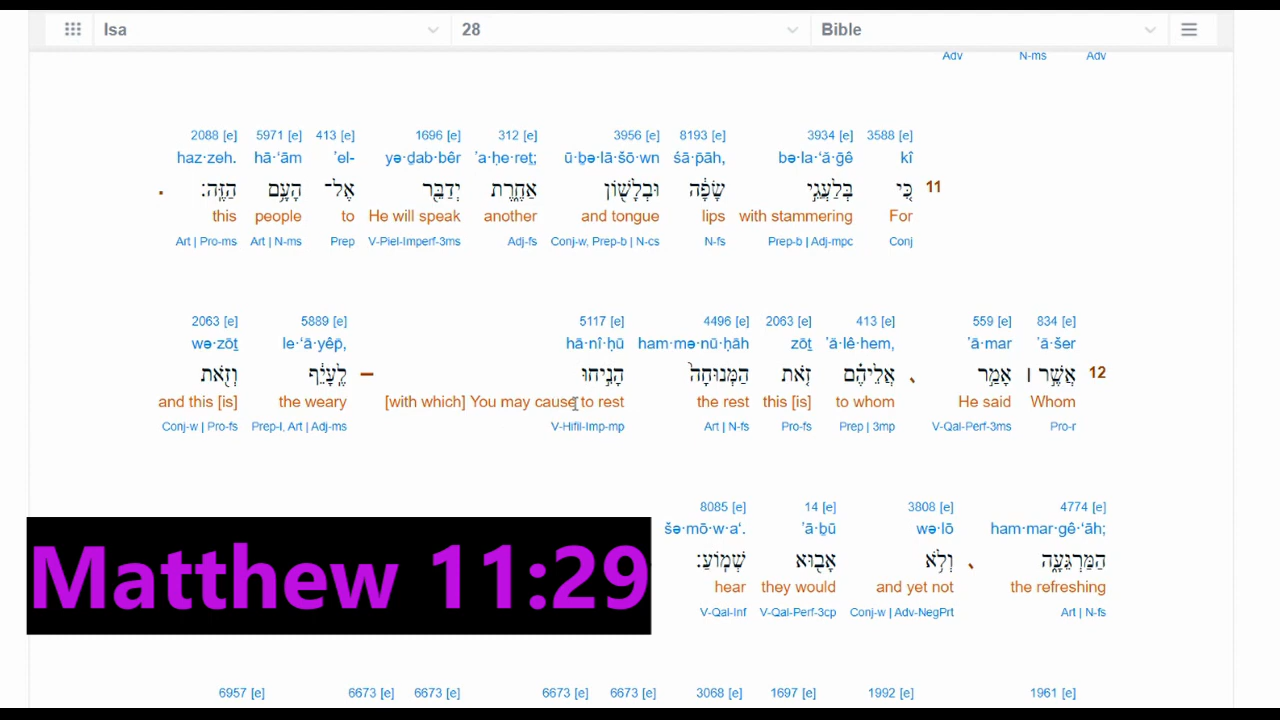 Isa 28 Bible
Adv N-ms Adv
2088 [e] 5971 [e] 413 [e] 1696 [e] 312 [e] 3956 [e] 8193 [e] 3934 [e] 3588 [e]
haz·zeh. hā·‘ām ’el- yə·ḏab·bêr ’a·ḥe·reṯ; ū·ḇə·lā·šō·wn śā·p̄āh, bə·la·‘ă·ḡê kî
11 כִּ֚י בְּלַעֲגֵ֣י שָׂפָ֔ה וּבְלָשׁ֖וֹן אַחֶ֑רֶת יְדַבֵּ֖ר אֶל־ הָעָ֥ם הַזֶּֽה׃ .
this people to He will speak another and tongue lips with stammering For
Art | Pro-ms Art | N-ms Prep V-Piel-Imperf-3ms Adj-fs Conj-w, Prep-b | N-cs N-fs Prep-b | Adj-mpc Conj
2063 [e] 5889 [e] 5117 [e] 4496 [e] 2063 [e] 413 [e] 559 [e] 834 [e]
wə·zōṯ le·‘ā·yêp̄, hā·nî·ḥū ham·mə·nū·ḥāh zōṯ ’ă·lê·hem, ’ā·mar ’ă·šer
12 אֲשֶׁ֣ר ׀ אָמַ֣ר 、 אֲלֵיהֶ֗ם זֹ֤את הַמְּנוּחָה֙ הָנִ֣יחוּ – לֶֽעָיֵ֔ף וְזֹ֖את
and this [is] the weary [with which] You may cause to rest the rest this [is] to whom He said Whom
Conj-w | Pro-fs Prep-l, Art | Adj-ms V-Hifil-Imp-mp Art | N-fs Pro-fs Prep | 3mp V-Qal-Perf-3ms Pro-r
8085 [e] 14 [e] 3808 [e] 4774 [e]
šə·mō·w·a‘. ’ā·ḇū wə·lō ham·mar·gê·‘āh;
הַמַּרְגֵּעָ֑ה 、 וְלֹ֥א אָב֖וּא שְׁמֽוֹעַ׃
hear they would and yet not the refreshing
V-Qal-Inf V-Qal-Perf-3cp Conj-w | Adv-NegPrt Art | N-fs
Matthew 11:29
6957 [e] 6673 [e] 6673 [e] 6673 [e] 6673 [e] 3068 [e] 1697 [e] 1992 [e] 1961 [e]